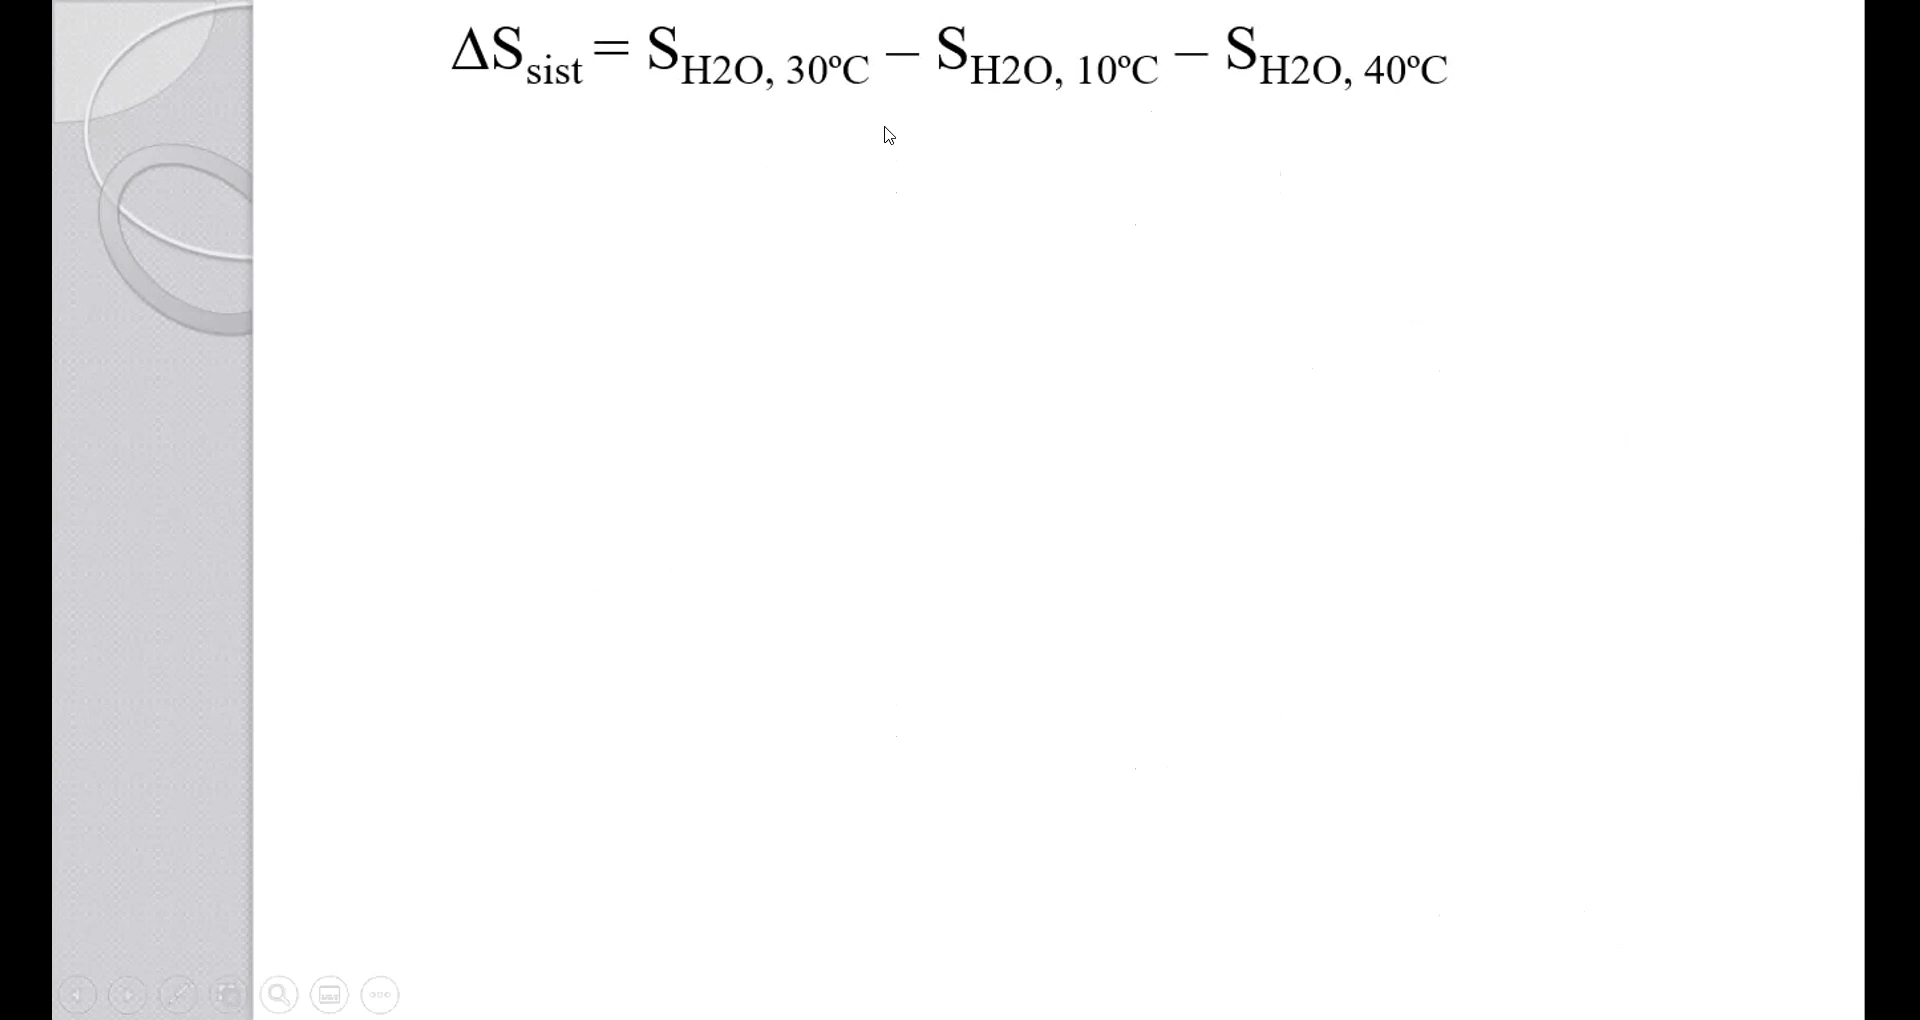 ΔSsist = SH2O, 30ºC – SH2O, 10ºC – SH2O, 40ºC